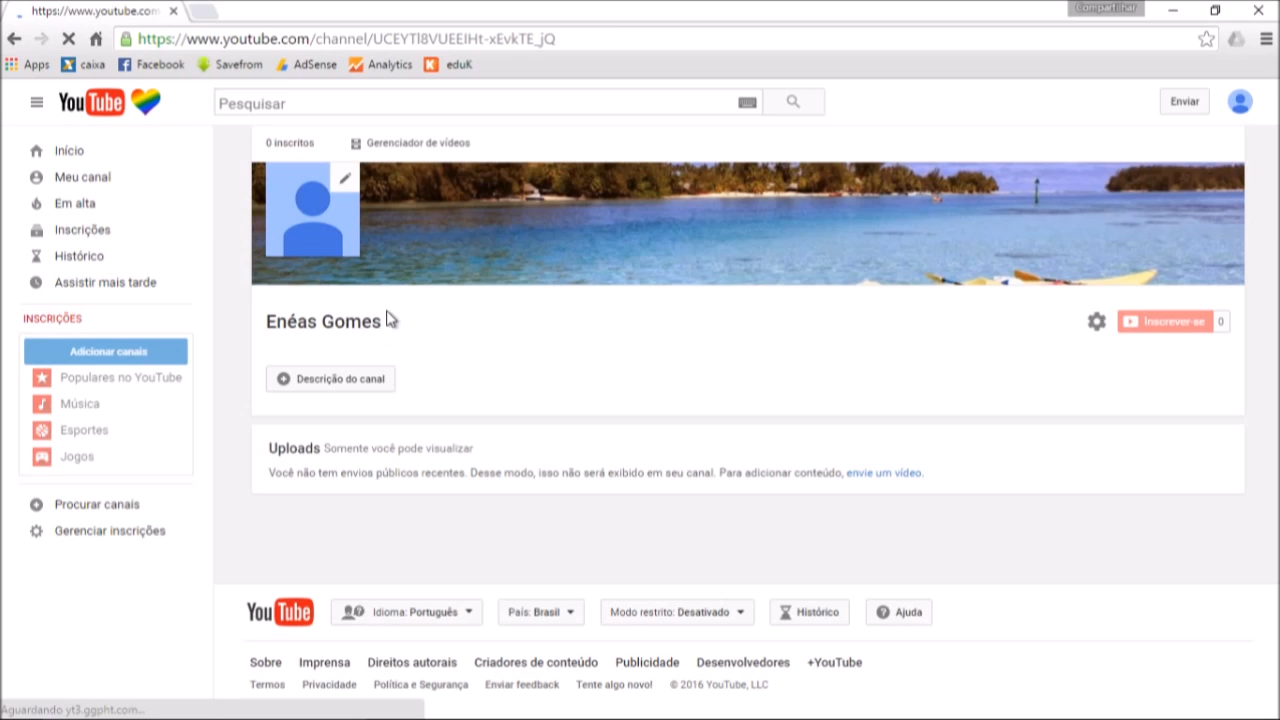 https://www.youtube.com
Compartilhar
https://www.youtube.com/channel/UCEYTl8VUEEIHt-xEvkTE_jQ
Apps caixa Facebook Savefrom AdSense Analytics eduK
YouTube Pesquisar Enviar
0 inscritos Gerenciador de vídeos
Início
Meu canal
Em alta
Inscrições
Histórico
Assistir mais tarde
INSCRIÇÕES
Adicionar canais
Populares no YouTube
Música
Esportes
Jogos
Procurar canais
Gerenciar inscrições
Enéas Gomes Inscrever-se 0
Descrição do canal
Uploads Somente você pode visualizar
Você não tem envios públicos recentes. Desse modo, isso não será exibido em seu canal. Para adicionar conteúdo, envie um vídeo.
YouTube Idioma: Português País: Brasil Modo restrito: Desativado Histórico Ajuda
Sobre Imprensa Direitos autorais Criadores de conteúdo Publicidade Desenvolvedores +YouTube
Termos Privacidade Política e Segurança Enviar feedback Tente algo novo! © 2016 YouTube, LLC
Aguardando yt3.ggpht.com...